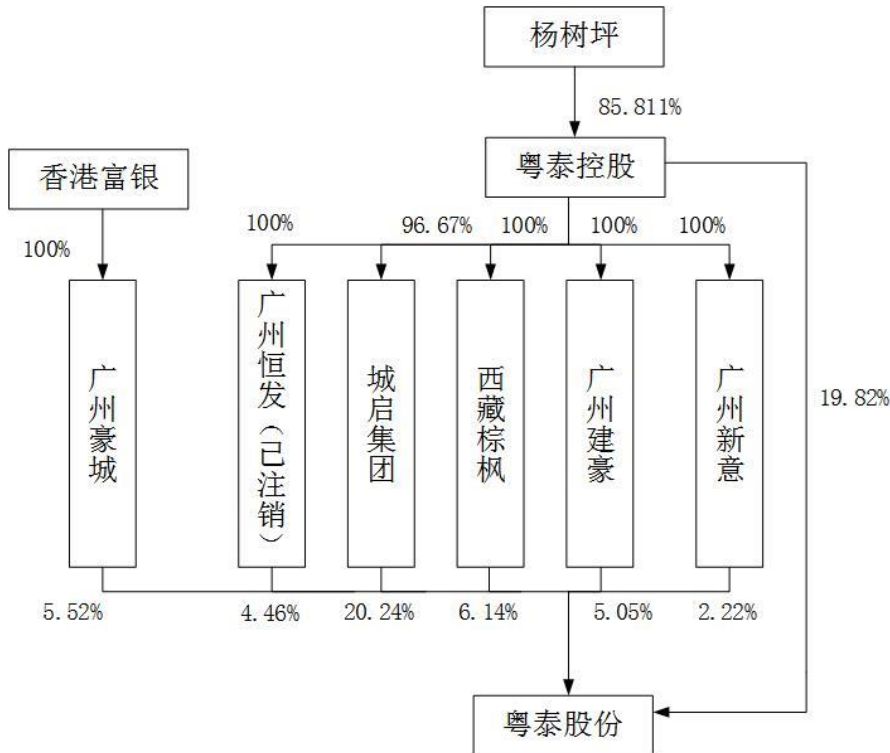 杨树坪
85.811%
粤泰控股
香港富银
100%
100%
96.67%
100%
100%
100%
广州豪城
广州恒发（已注销）
城启集团
西藏棕枫
广州建豪
广州新意
19.82%
5.52%
4.46%
20.24%
6.14%
5.05%
2.22%
粤泰股份